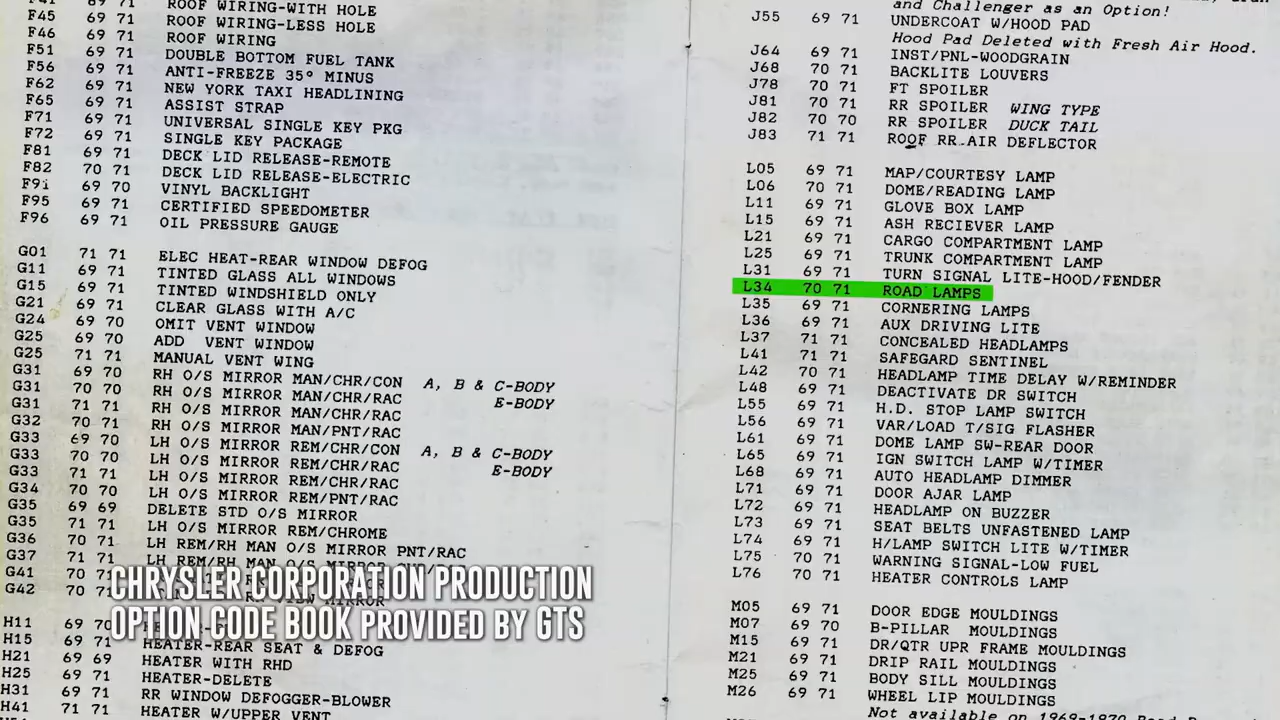 69 71 ROOF WIRING-WITH HOLE
F45 69 71 ROOF WIRING-LESS HOLE
F46 69 71 ROOF WIRING
F51 69 71 DOUBLE BOTTOM FUEL TANK
F56 69 71 ANTI-FREEZE 35° MINUS
F62 69 71 NEW YORK TAXI HEADLINING
F65 69 71 ASSIST STRAP
F71 69 71 UNIVERSAL SINGLE KEY PKG
F72 69 71 SINGLE KEY PACKAGE
F81 69 71 DECK LID RELEASE-REMOTE
F82 70 71 DECK LID RELEASE-ELECTRIC
F91 69 70 VINYL BACKLIGHT
F95 69 71 CERTIFIED SPEEDOMETER
F96 69 71 OIL PRESSURE GAUGE
G01 71 71 ELEC HEAT-REAR WINDOW DEFOG
G11 69 71 TINTED GLASS ALL WINDOWS
G15 69 71 TINTED WINDSHIELD ONLY
G21 69 71 CLEAR GLASS WITH A/C
G24 69 70 OMIT VENT WINDOW
G25 69 70 ADD VENT WINDOW
G25 71 71 MANUAL VENT WING
G31 69 70 RH O/S MIRROR MAN/CHR/CON A, B & C-BODY
G31 70 70 RH O/S MIRROR MAN/CHR/RAC E-BODY
G31 71 71 RH O/S MIRROR MAN/CHR/RAC
G32 70 71 RH O/S MIRROR MAN/PNT/RAC
G33 69 70 LH O/S MIRROR REM/CHR/CON A, B & C-BODY
G33 70 70 LH O/S MIRROR REM/CHR/RAC E-BODY
G33 71 71 LH O/S MIRROR REM/CHR/RAC
G34 70 70 LH O/S MIRROR REM/PNT/RAC
G35 69 69 DELETE STD O/S MIRROR
G35 71 71 LH O/S MIRROR REM/CHROME
G36 70 71 LH REM/RH MAN O/S MIRROR PNT/RAC
G37 71 71 LH REM/RH MAN O/S MIRROR
G41 70 71
G42 70 71 MIRROR
H11 69 70
H15 69 71 HEATER-REAR SEAT & DEFOG
H21 69 69 HEATER WITH RHD
H25 69 71 HEATER-DELETE
H31 69 71 RR WINDOW DEFOGGER-BLOWER
H41 71 71 HEATER W/UPPER VENT
and Challenger as an Option!
J55 69 71 UNDERCOAT W/HOOD PAD
Hood Pad Deleted with Fresh Air Hood.
J64 69 71 INST/PNL-WOODGRAIN
J68 70 71 BACKLITE LOUVERS
J78 70 71 FT SPOILER
J81 70 71 RR SPOILER WING TYPE
J82 70 70 RR SPOILER DUCK TAIL
J83 71 71 ROOF RR.AIR DEFLECTOR
L05 69 71 MAP/COURTESY LAMP
L06 70 71 DOME/READING LAMP
L11 69 71 GLOVE BOX LAMP
L15 69 71 ASH RECIEVER LAMP
L21 69 71 CARGO COMPARTMENT LAMP
L25 69 71 TRUNK COMPARTMENT LAMP
L31 69 71 TURN SIGNAL LITE-HOOD/FENDER
L34 70 71 ROAD LAMPS
L35 69 71 CORNERING LAMPS
L36 69 71 AUX DRIVING LITE
L37 71 71 CONCEALED HEADLAMPS
L41 71 71 SAFEGARD SENTINEL
L42 70 71 HEADLAMP TIME DELAY W/REMINDER
L48 69 71 DEACTIVATE DR SWITCH
L55 69 71 H.D. STOP LAMP SWITCH
L56 70 71 VAR/LOAD T/SIG FLASHER
L61 69 71 DOME LAMP SW-REAR DOOR
L65 69 71 IGN SWITCH LAMP W/TIMER
L68 69 71 AUTO HEADLAMP DIMMER
L71 69 71 DOOR AJAR LAMP
L72 69 71 HEADLAMP ON BUZZER
L73 69 71 SEAT BELTS UNFASTENED LAMP
L74 70 71 H/LAMP SWITCH LITE W/TIMER
L75 70 71 WARNING SIGNAL-LOW FUEL
L76 70 71 HEATER CONTROLS LAMP
M05 69 71 DOOR EDGE MOULDINGS
M07 69 70 B-PILLAR MOULDINGS
M15 69 71 DR/QTR UPR FRAME MOULDINGS
M21 69 71 DRIP RAIL MOULDINGS
M25 69 71 BODY SILL MOULDINGS
M26 69 71 WHEEL LIP MOULDINGS
Not available on 1969-1970 Road
CHRYSLER CORPORATION PRODUCTION
OPTION CODE BOOK PROVIDED BY GTS